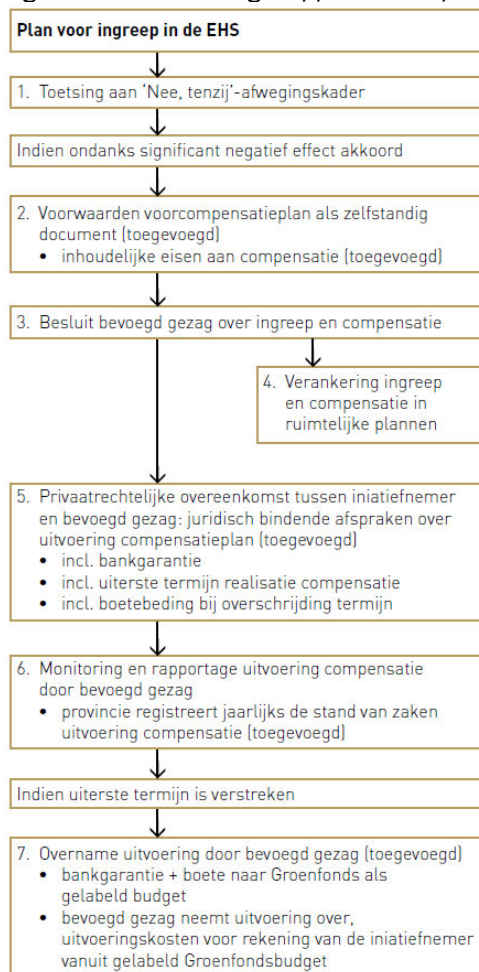 Plan voor ingreep in de EHS
1. Toetsing aan ‘Nee, tenzij’-afwegingskader
Indien ondanks significant negatief effect akkoord
2. Voorwaarden voorcompensatieplan als zelfstandig
document (toegevoegd)
• inhoudelijke eisen aan compensatie (toegevoegd)
3. Besluit bevoegd gezag over ingreep en compensatie
4. Verankering ingreep
en compensatie in
ruimtelijke plannen
5. Privaatrechtelijke overeenkomst tussen iniatiefnemer
en bevoegd gezag: juridisch bindende afspraken over
uitvoering compensatieplan (toegevoegd)
• incl. bankgarantie
• incl. uiterste termijn realisatie compensatie
• incl. boetebeding bij overschrijding termijn
6. Monitoring en rapportage uitvoering compensatie
door bevoegd gezag
• provincie registreert jaarlijks de stand van zaken
uitvoering compensatie (toegevoegd)
Indien uiterste termijn is verstreken
7. Overname uitvoering door bevoegd gezag (toegevoegd)
• bankgarantie + boete naar Groenfonds als
gelabeld budget
• bevoegd gezag neemt uitvoering over,
uitvoeringskosten voor rekening van de iniatiefnemer
vanuit gelabeld Groenfondsbudget